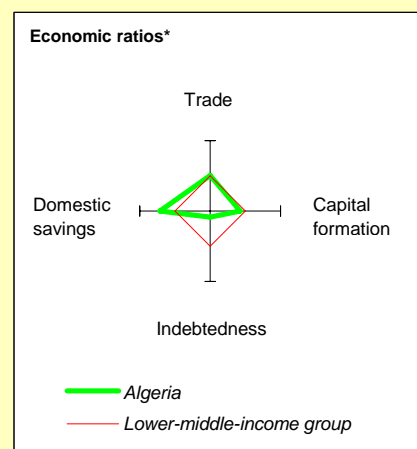 Economic ratios*
Trade
Domestic
savings
Capital
formation
Indebtedness
Algeria
Lower-middle-income group